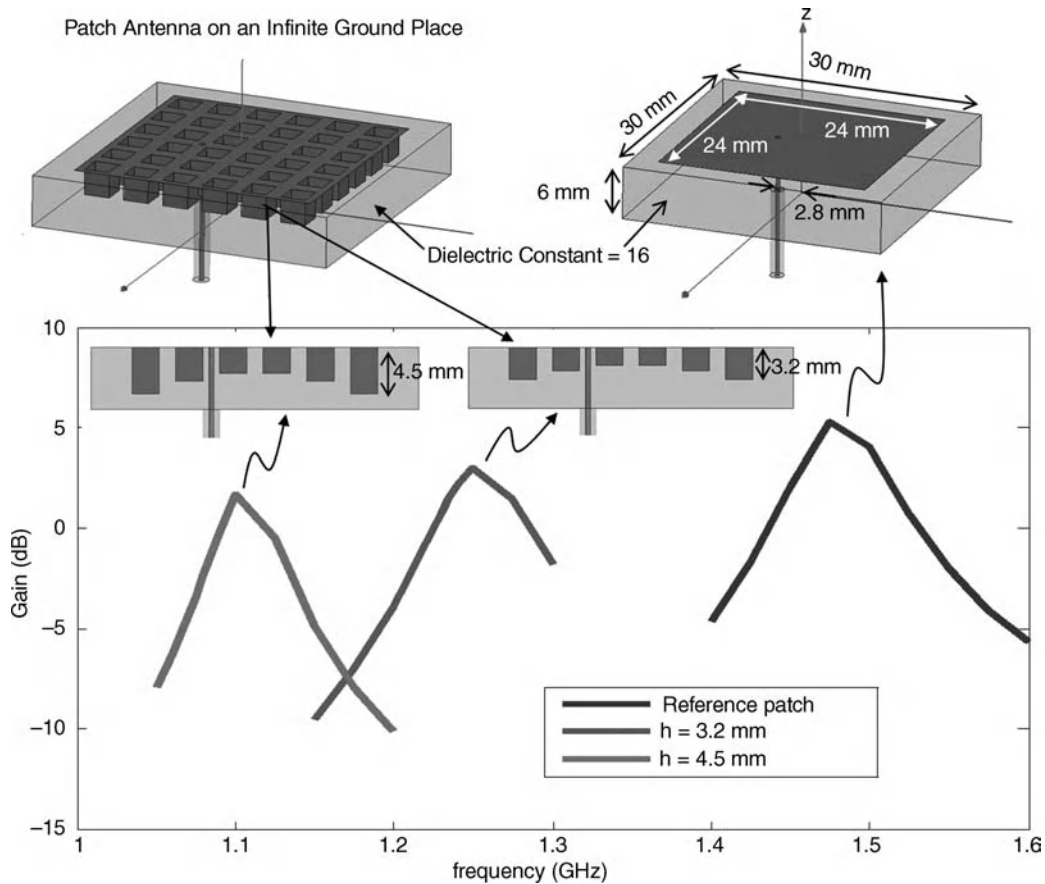 Patch Antenna on an Infinite Ground Place
z
30 mm
30 mm
24 mm
24 mm
6 mm
2.8 mm
Dielectric Constant = 16
10
5
0
−5
−10
−15
Gain (dB)
4.5 mm
3.2 mm
Reference patch
h = 3.2 mm
h = 4.5 mm
1
1.1
1.2
1.3
1.4
1.5
1.6
frequency (GHz)